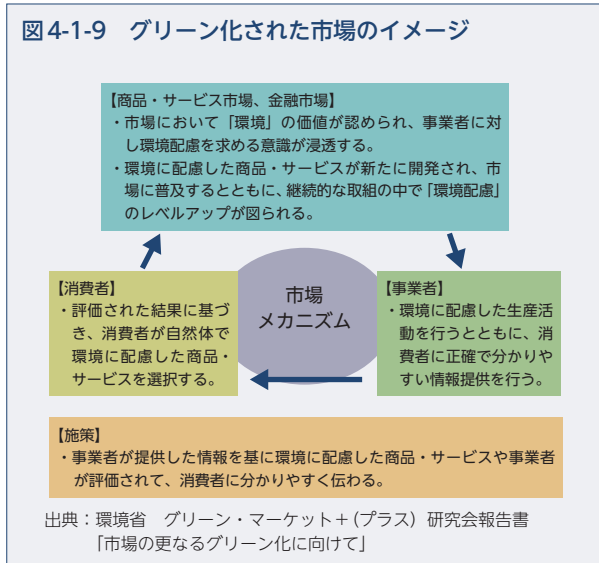 図4-1-9　グリーン化された市場のイメージ
【商品・サービス市場、金融市場】
・市場において「環境」の価値が認められ、事業者に対
し環境配慮を求める意識が浸透する。
・環境に配慮した商品・サービスが新たに開発され、市
場に普及するとともに、継続的な取組の中で「環境配慮」
のレベルアップが図られる。
【消費者】
・評価された結果に基づ
き、消費者が自然体で
環境に配慮した商品・
サービスを選択する。
市場
メカニズム
【事業者】
・環境に配慮した生産活
動を行うとともに、消
費者に正確で分かりや
すい情報提供を行う。
【施策】
・事業者が提供した情報を基に環境に配慮した商品・サービスや事業者
が評価されて、消費者に分かりやすく伝わる。
出典：環境省　グリーン・マーケット＋（プラス）研究会報告書
「市場の更なるグリーン化に向けて」